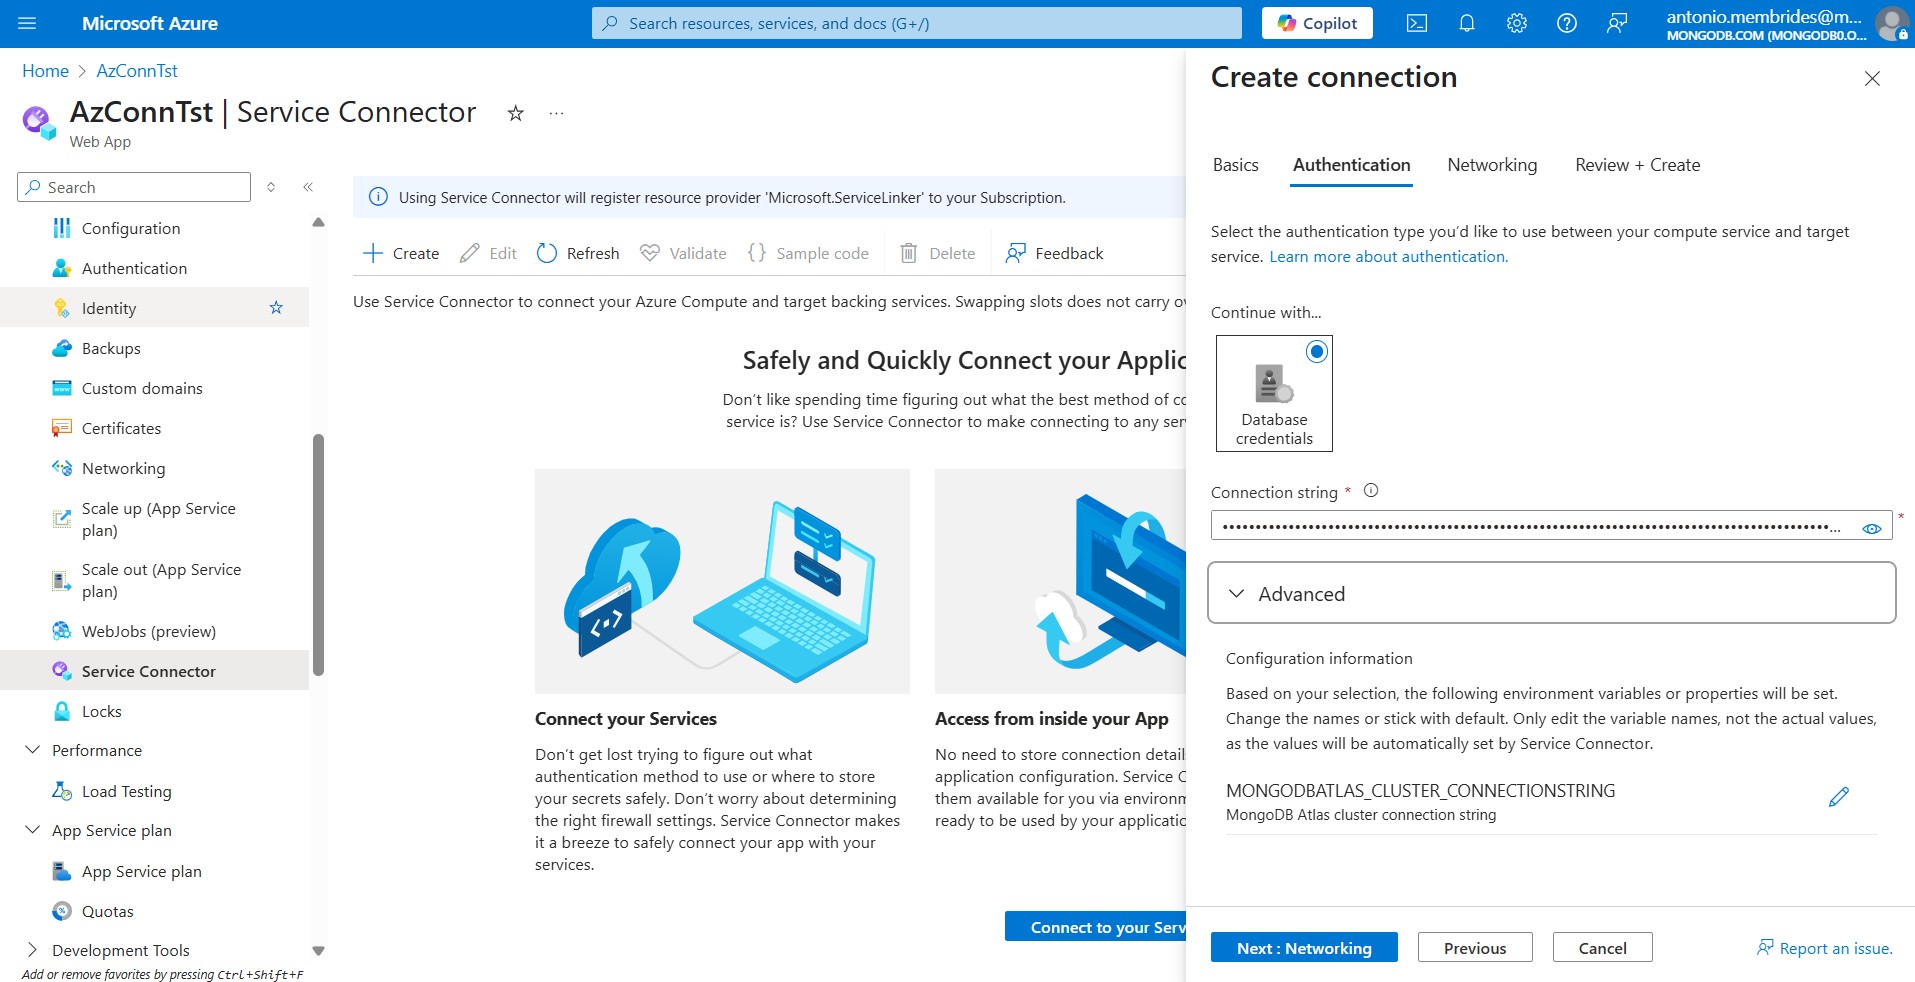 Microsoft Azure
Search resources, services, and docs (G+/)
Copilot
antonio.membrides@m...
MONGODB.COM (MONGODB0.O...
Home > AzConnTst
AzConnTst | Service Connector
Web App
Search
Configuration
Authentication
Identity
Backups
Custom domains
Certificates
Networking
Scale up (App Service
plan)
Scale out (App Service
plan)
WebJobs (preview)
Service Connector
Locks
Performance
Load Testing
App Service plan
App Service plan
Quotas
Development Tools
Add or remove favorites by pressing Ctrl+Shift+F
Using Service Connector will register resource provider 'Microsoft.ServiceLinker' to your Subscription.
Create Edit Refresh Validate Sample code Delete Feedback
Use Service Connector to connect your Azure Compute and target backing services. Swapping slots does not carry ov
Safely and Quickly Connect your Applic
Don't like spending time figuring out what the best method of co
service is? Use Service Connector to make connecting to any serv
Connect your Services
Don't get lost trying to figure out what
authentication method to use or where to store
your secrets safely. Don't worry about determining
the right firewall settings. Service Connector makes
it a breeze to safely connect your app with your
services.
Access from inside your App
No need to store connection details
application configuration. Service C
them available for you via environm
ready to be used by your applicatio
Connect to your Serv
Create connection
Basics Authentication Networking Review + Create
Select the authentication type you'd like to use between your compute service and target
service. Learn more about authentication.
Continue with...
Database
credentials
Connection string *
*
Advanced
Configuration information
Based on your selection, the following environment variables or properties will be set.
Change the names or stick with default. Only edit the variable names, not the actual values,
as the values will be automatically set by Service Connector.
MONGODBATLAS_CLUSTER_CONNECTIONSTRING
MongoDB Atlas cluster connection string
Next : Networking Previous Cancel Report an issue.